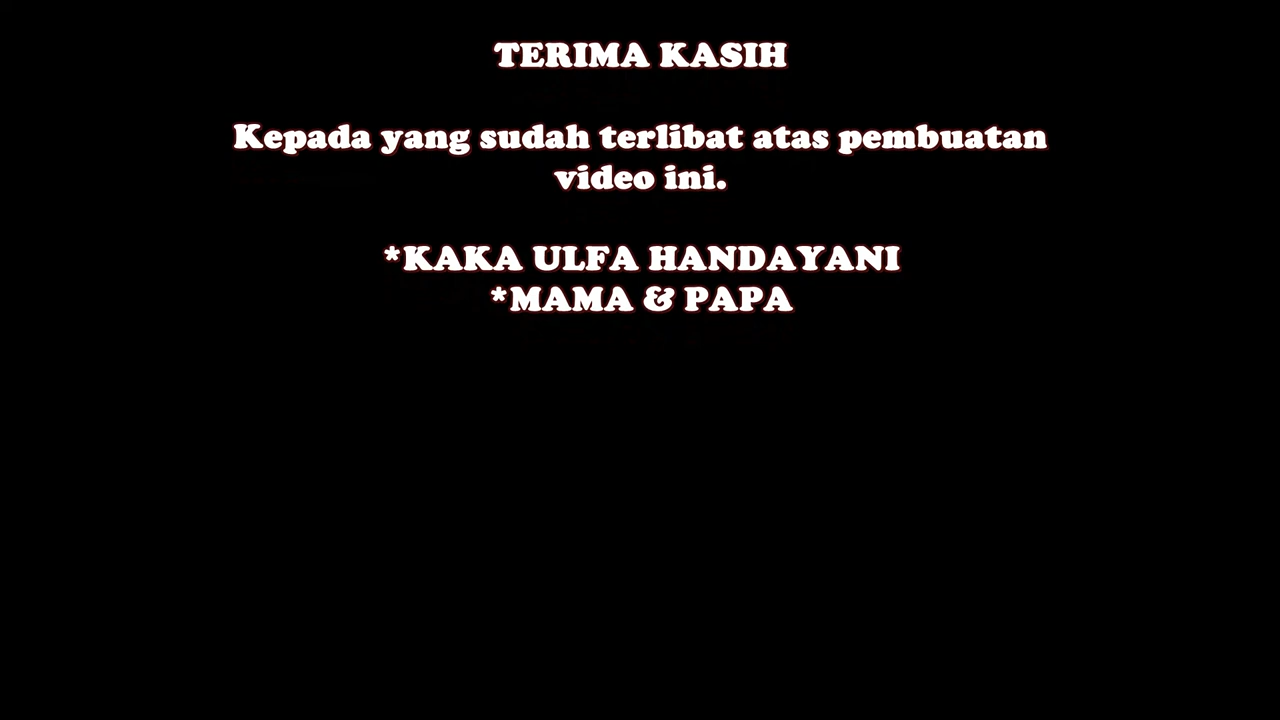 TERIMA KASIH
Kepada yang sudah terlibat atas pembuatan
video ini.
*KAKA ULFA HANDAYANI
*MAMA & PAPA